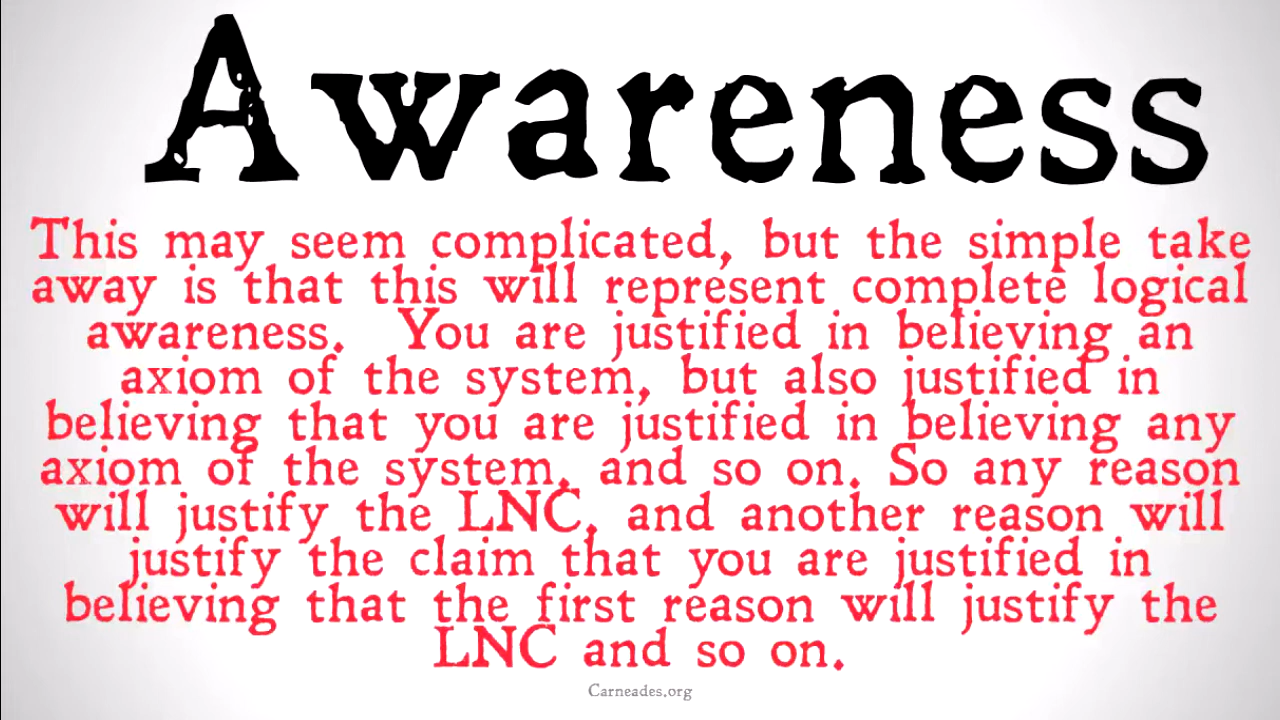 Awareness
This may seem complicated, but the simple take
away is that this will represent complete logical
awareness.  You are justified in believing an
axiom of the system, but also justified in
believing that you are justified in believing any
axiom of the system, and so on. So any reason
will justify the LNC, and another reason will
justify the claim that you are justified in
believing that the first reason will justify the
LNC and so on.
Carneades.org